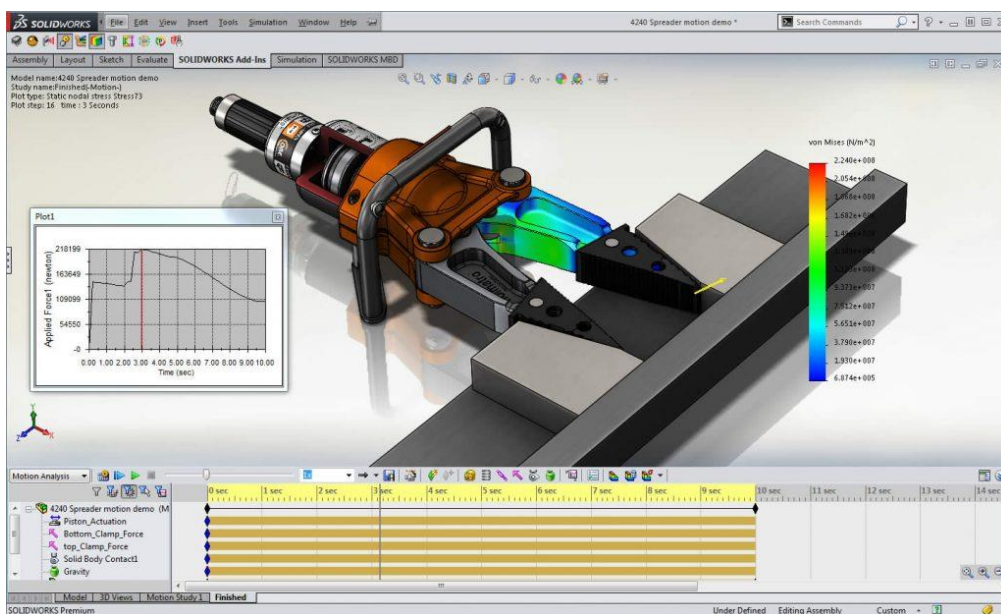 SOLIDWORKS File Edit View Insert Tools Simulation Window Help 4240 Spreader motion demo * Search Commands
Assembly Layout Sketch Evaluate SOLIDWORKS Add-Ins Simulation SOLIDWORKS MBD
Model name:4240 Spreader motion demo
Study name:Finished(-Motion-)
Plot type: Static nodal stress Stress73
Plot step: 16 time : 3 Seconds
von Mises (N/m^2)
2.240e+008
2.054e+008
1.868e+008
1.682e+008
9.373e+007
7.512e+007
5.651e+007
3.790e+007
1.930e+007
6.874e+005
Plot1
Applied Force1 (newton)
218199
163649
109099
54550
-0
0.00 1.00 2.00 3.00 4.00 5.00 6.00 7.00 8.00 9.00 10.00
Time (sec)
Y
Z X
Motion Analysis
0 sec 1 sec 2 sec 3 sec 4 sec 5 sec 6 sec 7 sec 8 sec 9 sec 10 sec 11 sec 12 sec 13 sec 14 sec
4240 Spreader motion demo (M
Piston_Actuation
Bottom_Clamp_Force
top_Clamp_Force
Solid Body Contact1
Gravity
Model 3D Views Motion Study 1 Finished
SOLIDWORKS Premium Under Defined Editing Assembly Custom